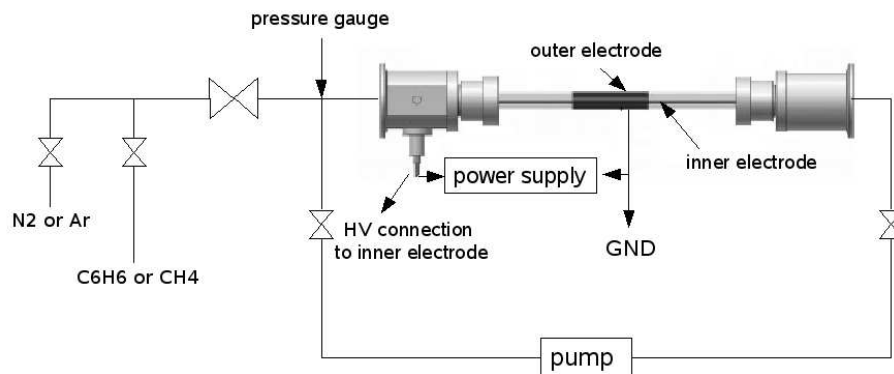 pressure gauge
outer electrode
inner electrode
power supply
N2 or Ar
HV connection
to inner electrode
GND
C6H6 or CH4
pump